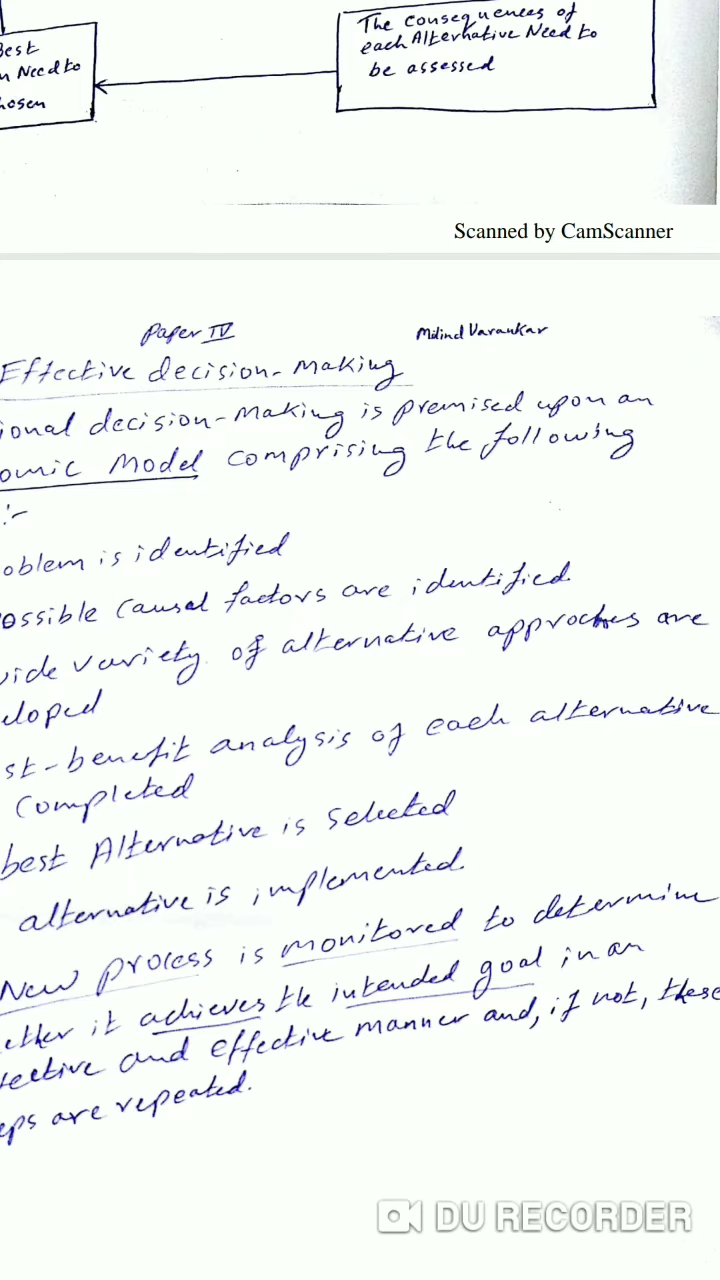 The consequences of
each Alternative Need to
be assessed
Best
n Need to
hosen
Scanned by CamScanner
Paper IV
Milind Varankar
Effective decision-making
ional decision-making is premised upon an
omic Model comprising the following
:-
oblem is identified
ossible causal factors are identified.
wide variety of alternative approches are
eloped
st-benefit analysis of each alternative
completed
best Alternative is selected
alternative is implemented.
New process is monitored to determine
ether it achieves the intended goal in an
and effective manner and, if not, these
eps are repeated.
DU RECORDER